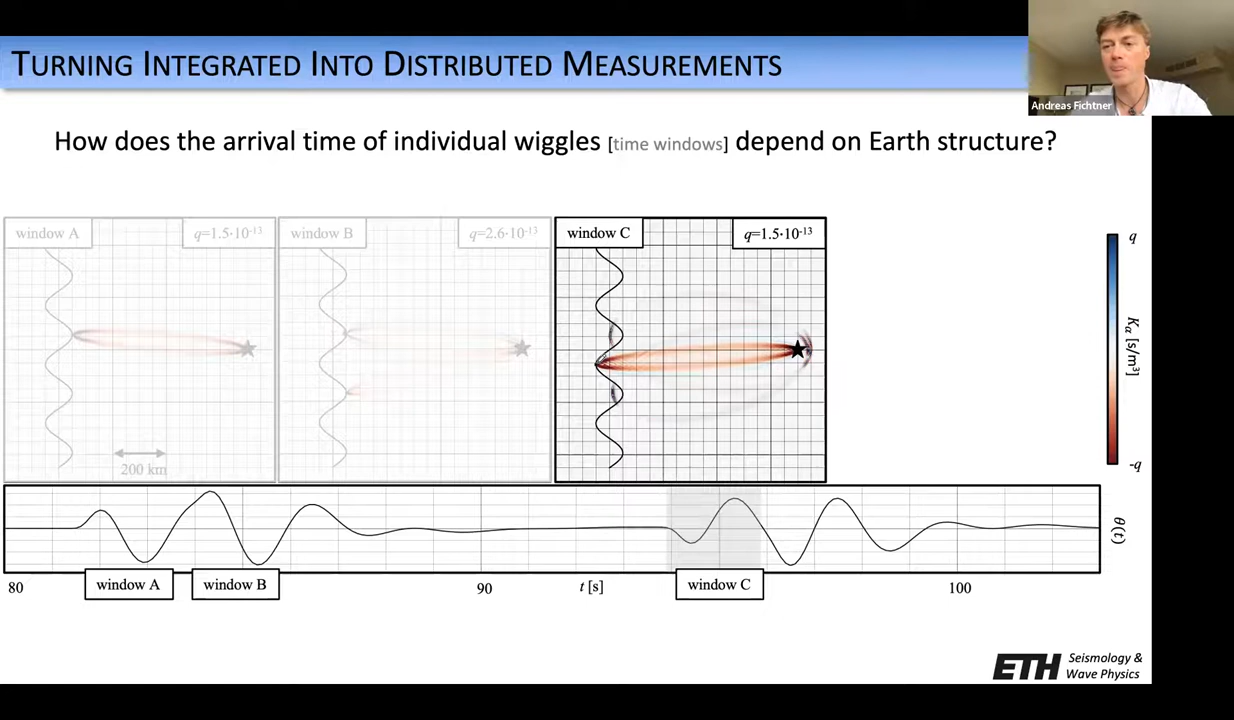 TURNING INTEGRATED INTO DISTRIBUTED MEASUREMENTS
Andreas Fichtner
How does the arrival time of individual wiggles [time windows] depend on Earth structure?
window A
q=1.5·10⁻¹³
window B
q=2.6·10⁻¹³
window C
q=1.5·10⁻¹³
200 km
q
Kα [s/m³]
-q
θ(t)
window A
window B
window C
80
90
t [s]
100
ETH Seismology &
Wave Physics